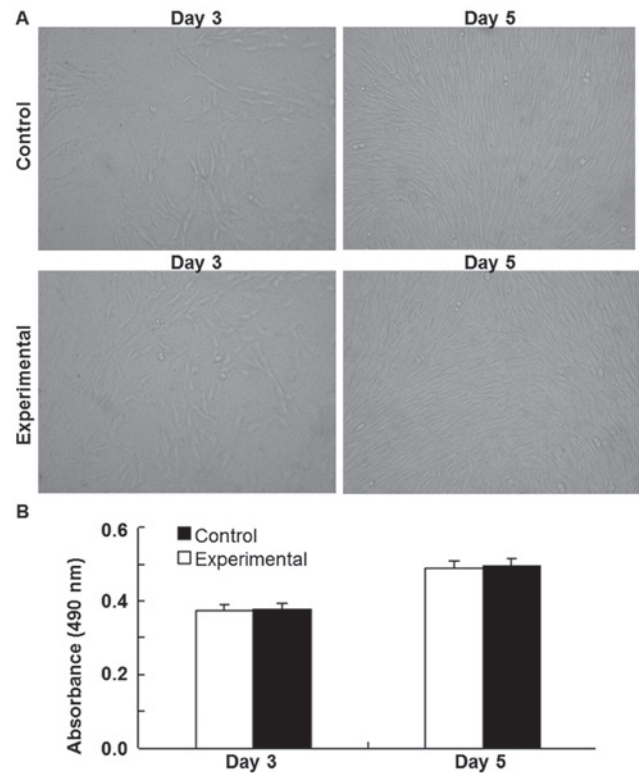 A
Day 3 Day 5
Control
Day 3 Day 5
Experimental
B
0.6
Control
Experimental
0.4
0.2
0.0
Absorbance (490 nm)
Day 3 Day 5